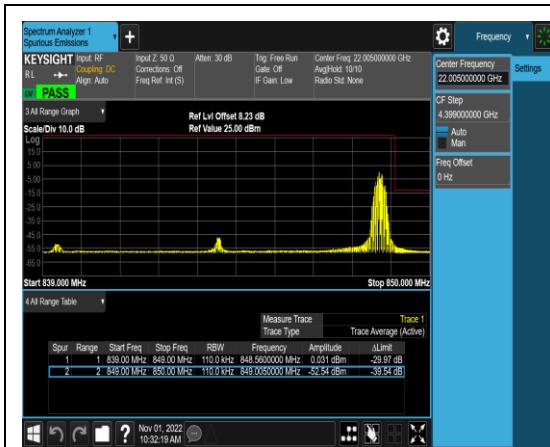 Spectrum Analyzer 1
Spurious Emissions
+
Frequency
KEYSIGHT Input: RF Input Z: 50 Ω Atten: 30 dB Trig: Free Run Center Freq: 22.005000000 GHz
RL Coupling: DC Corrections: Off Gate: Off Avg|Hold: 10/10
Align: Auto Freq Ref: Int (S) IF Gain: Low Radio Std: None
PASS
Center Frequency
22.005000000 GHz
Settings
CF Step
4.399000000 GHz
Auto
Man
Freq Offset
0 Hz
3 All Range Graph
Ref Lvl Offset 8.23 dB
Scale/Div 10.0 dB Ref Value 25.00 dBm
Log
15.0
5.00
-5.00
-15.0
-25.0
-35.0
-45.0
-55.0
-65.0
Start 839.000 MHz Stop 850.000 MHz
4 All Range Table
Measure Trace Trace 1
Trace Type Trace Average (Active)
Spur Range Start Freq Stop Freq RBW Frequency Amplitude ΔLimit
1 1 839.00 MHz 849.00 MHz 110.0 kHz 848.5600000 MHz 0.031 dBm -29.97 dB
2 2 849.00 MHz 850.00 MHz 110.0 kHz 849.0050000 MHz -52.54 dBm -39.54 dB
? Nov 01, 2022
10:32:19 AM